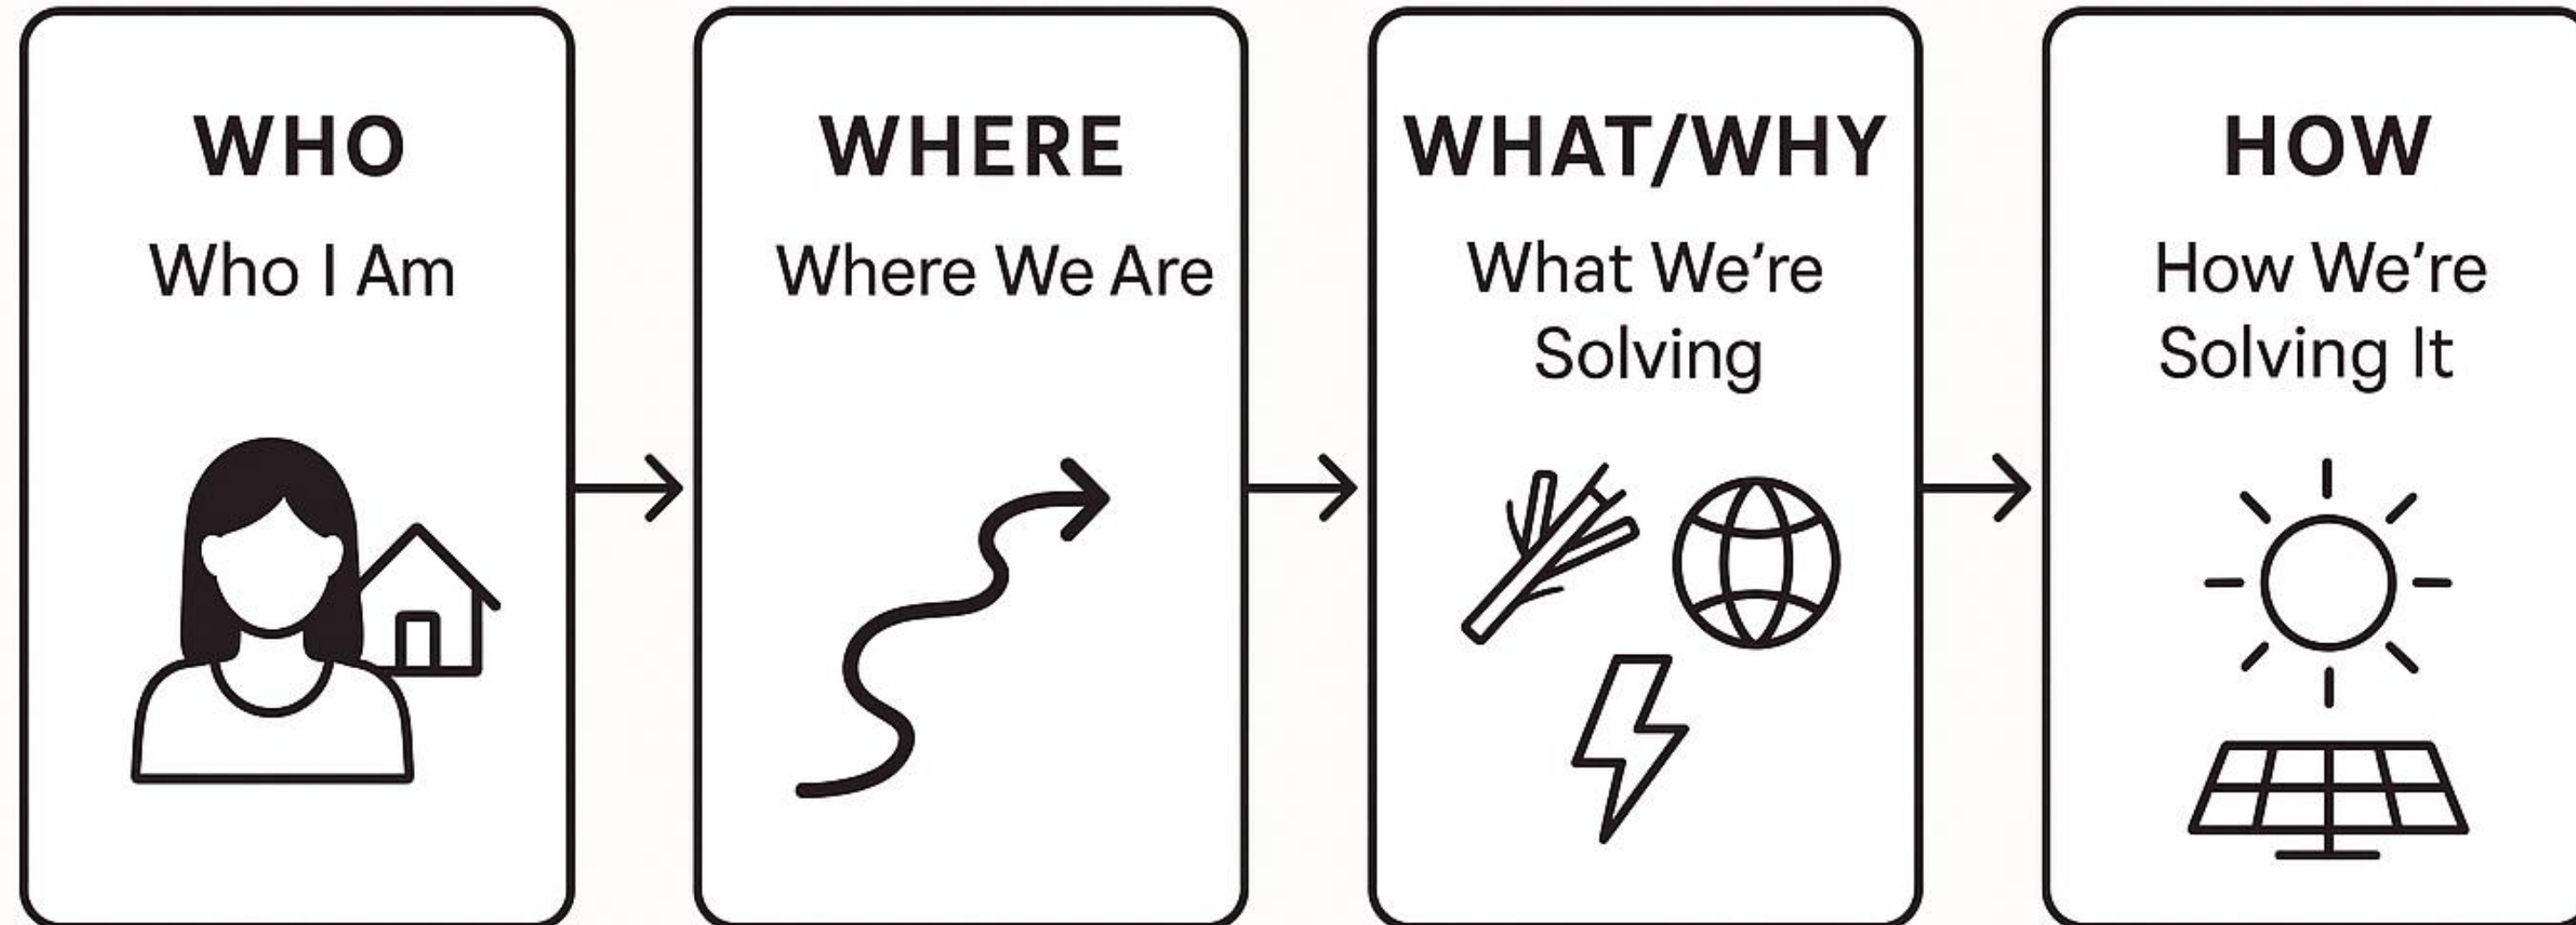 WHO
Who I Am
WHERE
Where We Are
WHAT/WHY
What We’re
Solving
HOW
How We’re
Solving It